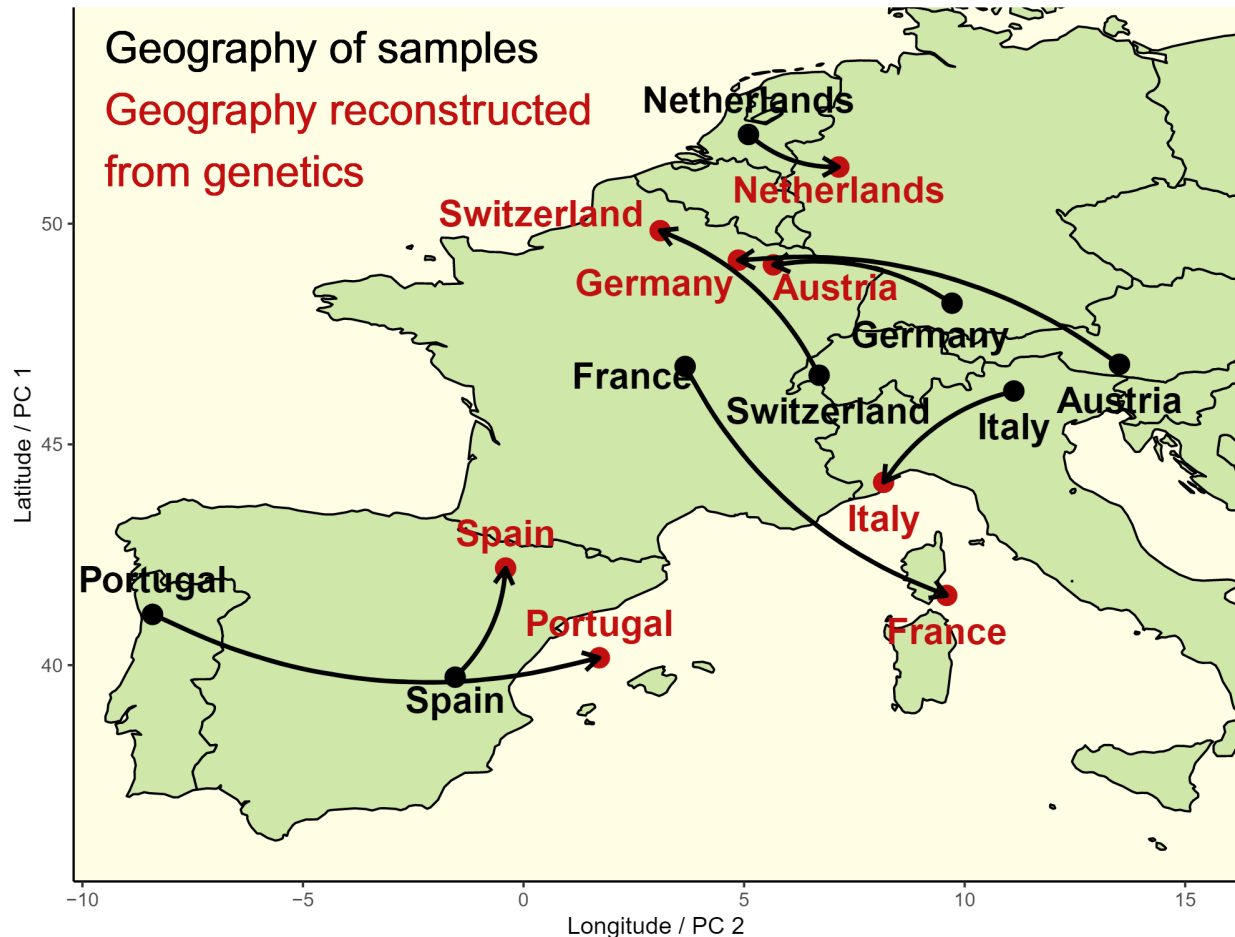 Geography of samples
Geography reconstructed
from genetics
Netherlands
Netherlands
Switzerland
Germany
Austria
Germany
France
Switzerland
Austria
Italy
Italy
Spain
Portugal
Portugal
France
Spain
50
45
40
Latitude / PC 1
−10
−5
0
5
10
15
Longitude / PC 2